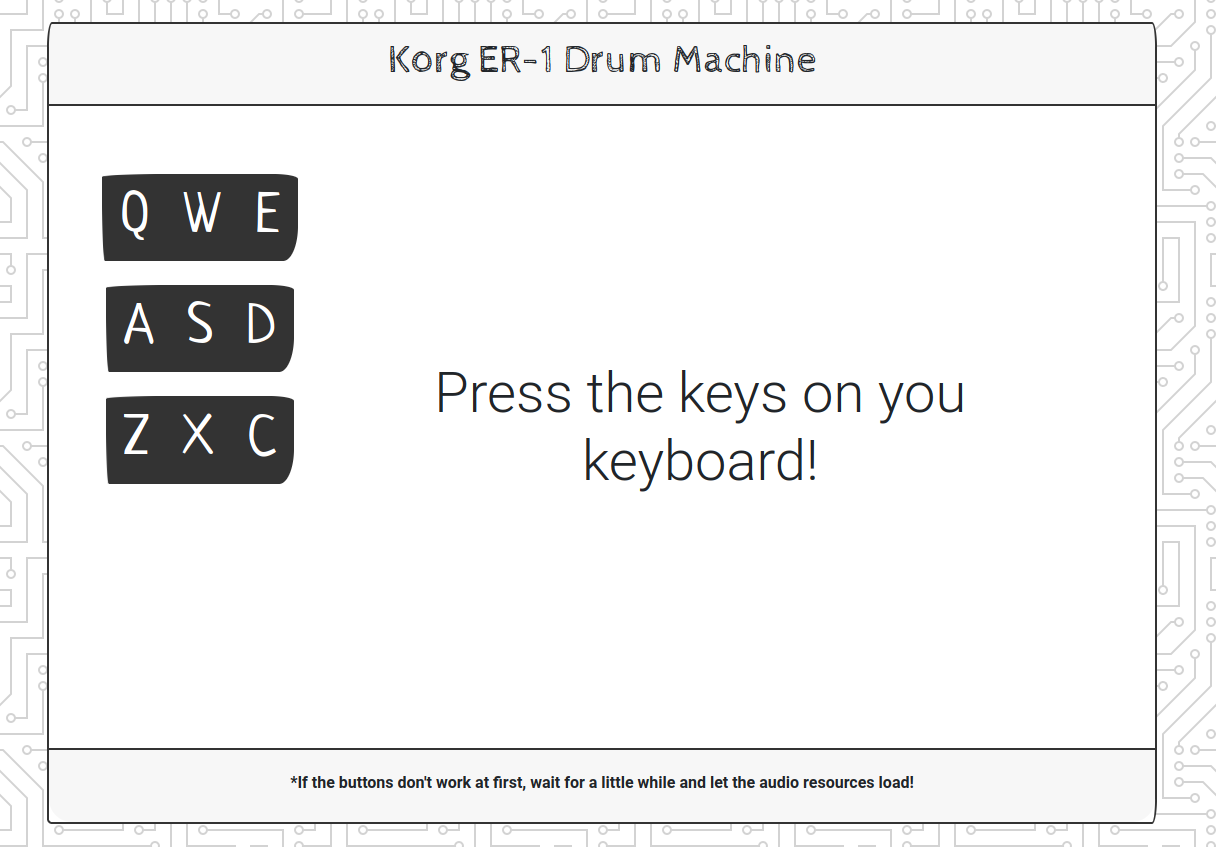 Korg ER-1 Drum Machine
Q W E
A S D
Z X C
Press the keys on you
keyboard!
*If the buttons don't work at first, wait for a little while and let the audio resources load!